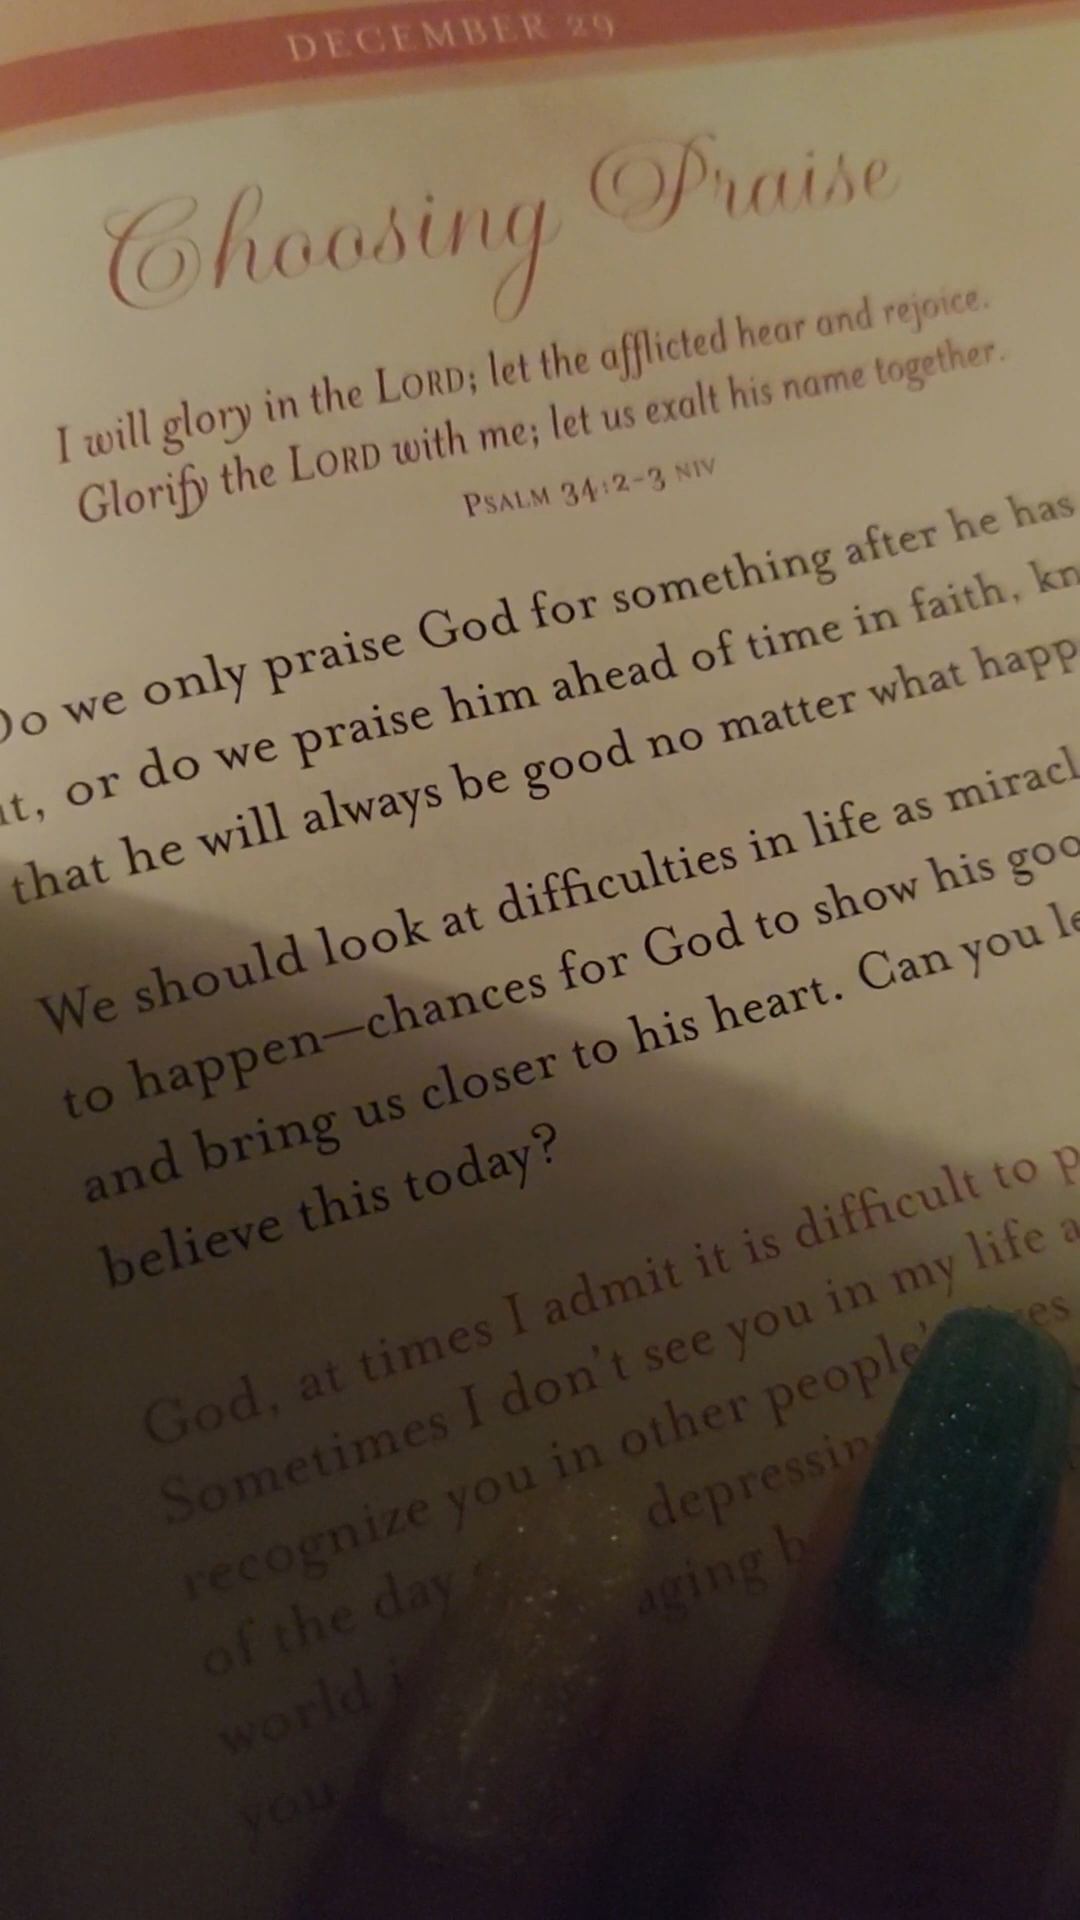 DECEMBER 29
Choosing Praise
I will glory in the LORD; let the afflicted hear and rejoice.
Glorify the LORD with me; let us exalt his name together.
PSALM 34:2-3 NIV
Do we only praise God for something after he has
it, or do we praise him ahead of time in faith, kn
that he will always be good no matter what happ
We should look at difficulties in life as miracl
to happen—chances for God to show his goo
and bring us closer to his heart. Can you le
believe this today?
God, at times I admit it is difficult to p
Sometimes I don't see you in my life a
recognize you in other people's
of the day depressin
world aging b
you